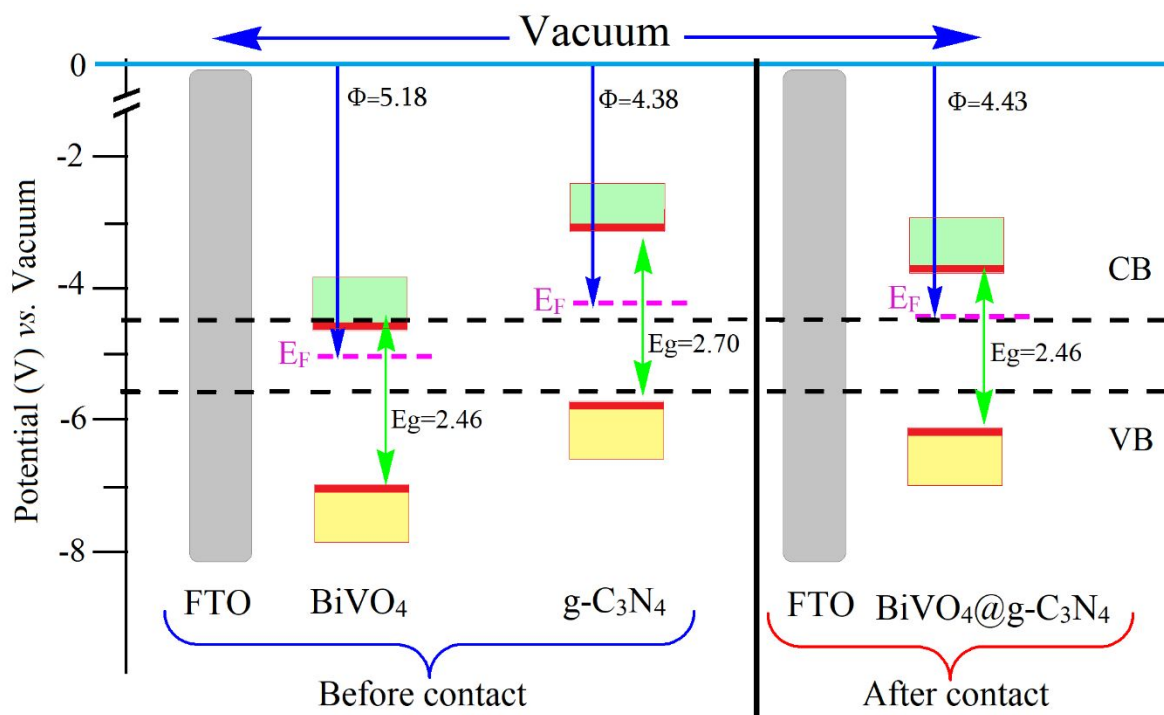 Vacuum
0
Φ=5.18
Φ=4.38
Φ=4.43
-2
Potential (V) vs. Vacuum
-4
CB
E_F
E_F
E_F
Eg=2.70
Eg=2.46
-6
Eg=2.46
VB
-8
FTO
BiVO₄
g-C₃N₄
FTO
BiVO₄@g-C₃N₄
Before contact
After contact